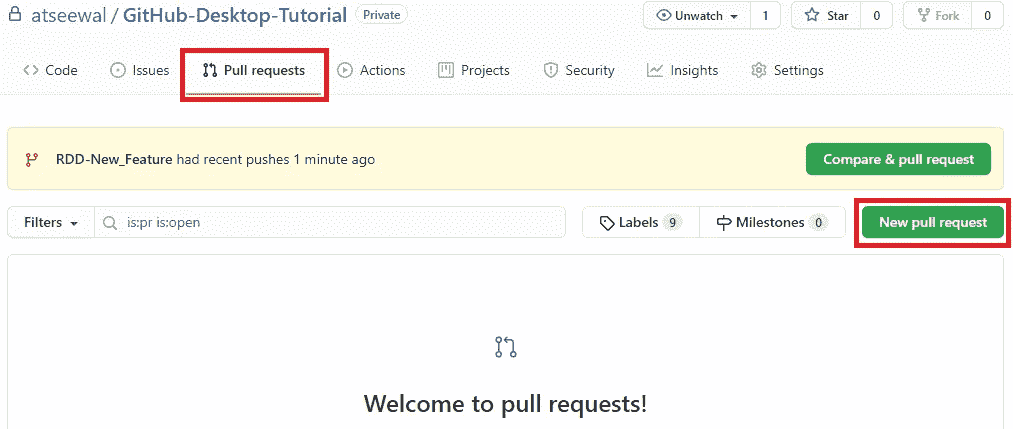 atseewal / GitHub-Desktop-Tutorial Private Unwatch 1 Star 0 Fork 0
Code Issues Pull requests Actions Projects Security Insights Settings
RDD-New_Feature had recent pushes 1 minute ago Compare & pull request
Filters is:pr is:open Labels 9 Milestones 0 New pull request
Welcome to pull requests!